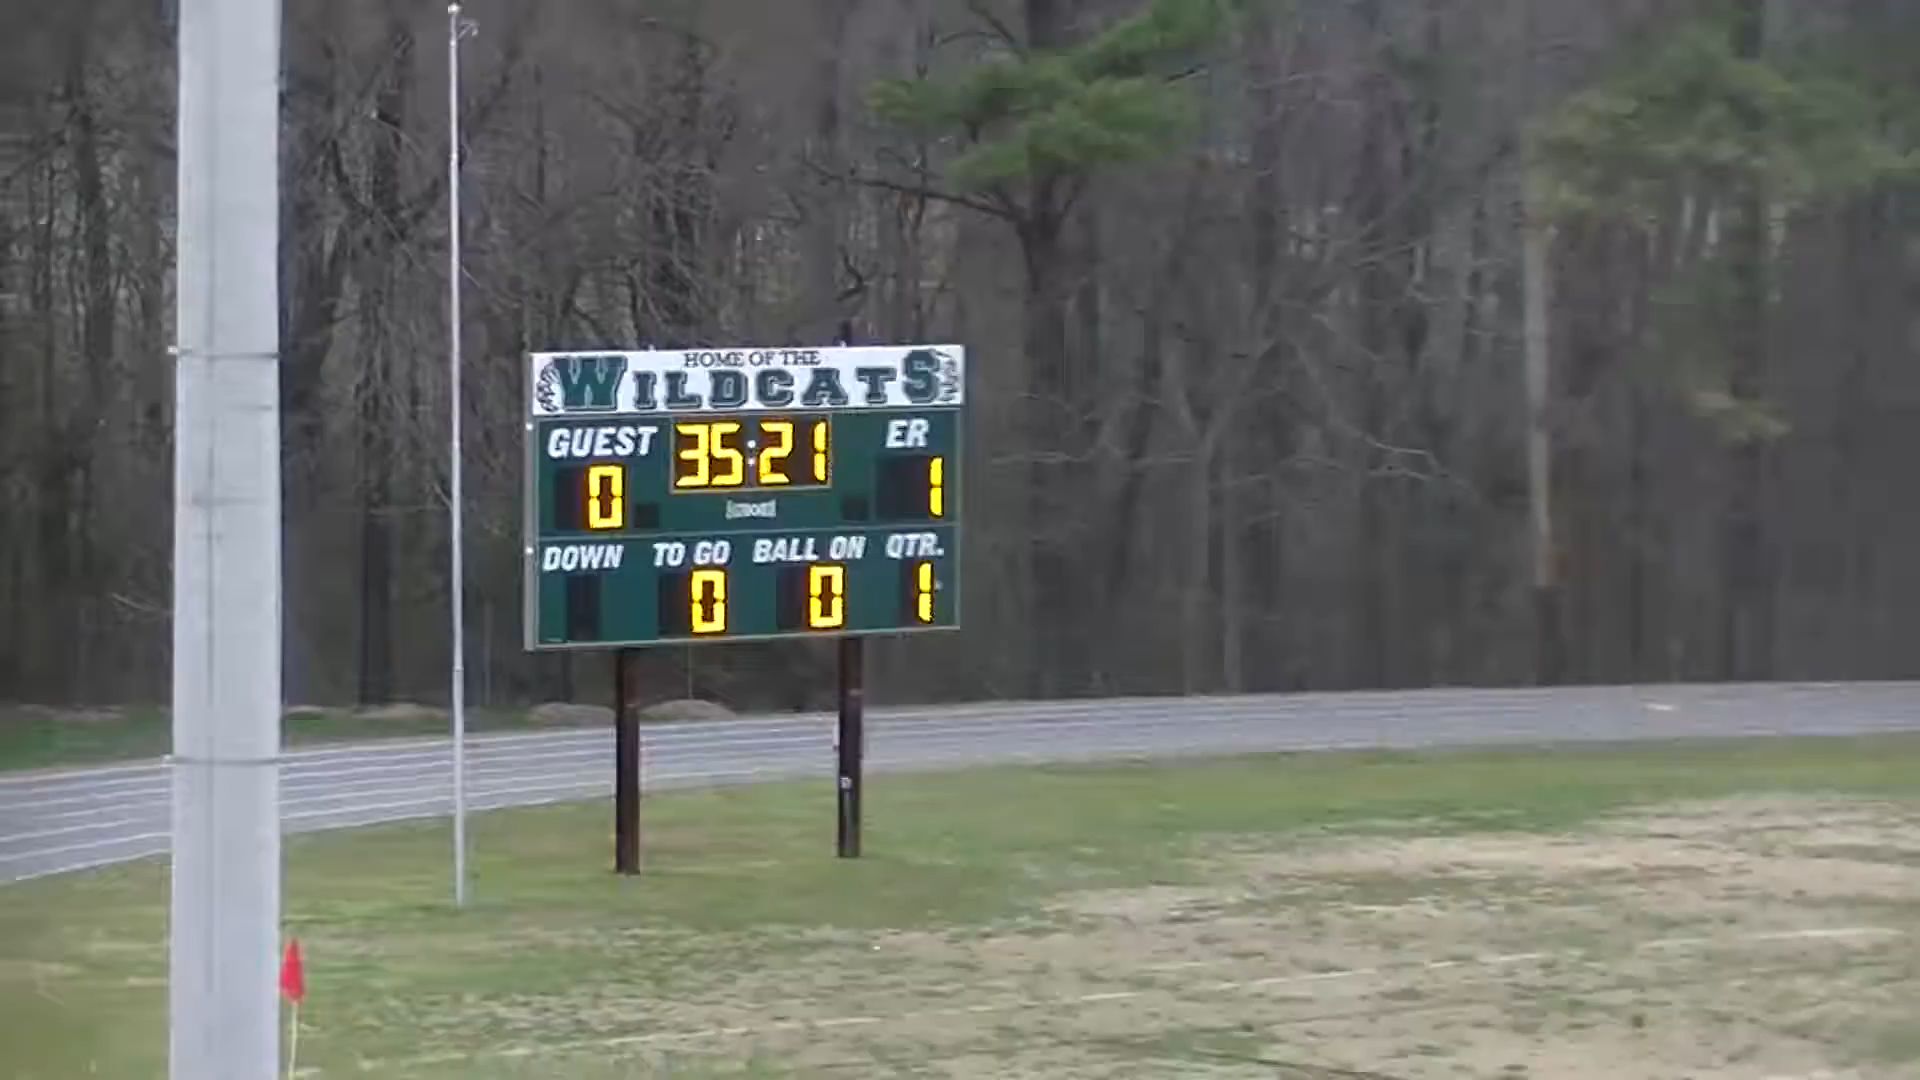 HOME OF THE
WILDCATS
GUEST 35:21 ER
0 1
DOWN TO GO BALL ON QTR.
0 0 1